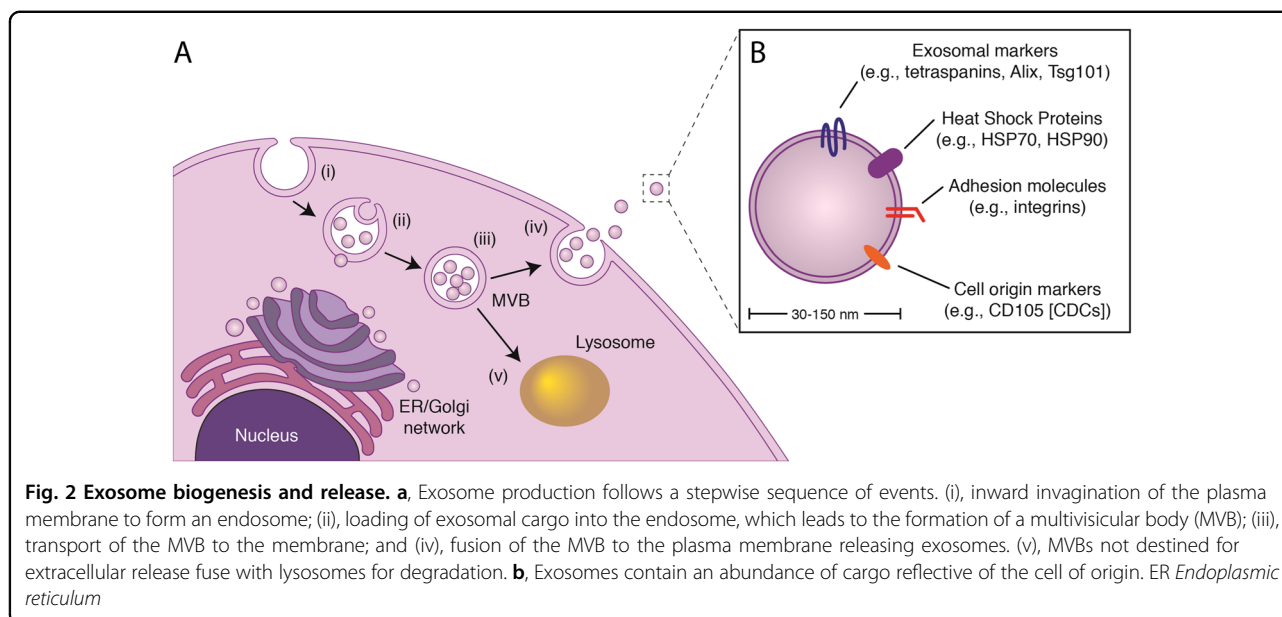 A
(i)
(ii)
(iii)
(iv)
MVB
Lysosome
(v)
ER/Golgi
network
Nucleus
B
Exosomal markers
(e.g., tetraspanins, Alix, Tsg101)
Heat Shock Proteins
(e.g., HSP70, HSP90)
Adhesion molecules
(e.g., integrins)
Cell origin markers
(e.g., CD105 [CDCs])
30-150 nm
Fig. 2 Exosome biogenesis and release. a, Exosome production follows a stepwise sequence of events. (i), inward invagination of the plasma
membrane to form an endosome; (ii), loading of exosomal cargo into the endosome, which leads to the formation of a multivisicular body (MVB); (iii),
transport of the MVB to the membrane; and (iv), fusion of the MVB to the plasma membrane releasing exosomes. (v), MVBs not destined for
extracellular release fuse with lysosomes for degradation. b, Exosomes contain an abundance of cargo reflective of the cell of origin. ER Endoplasmic
reticulum